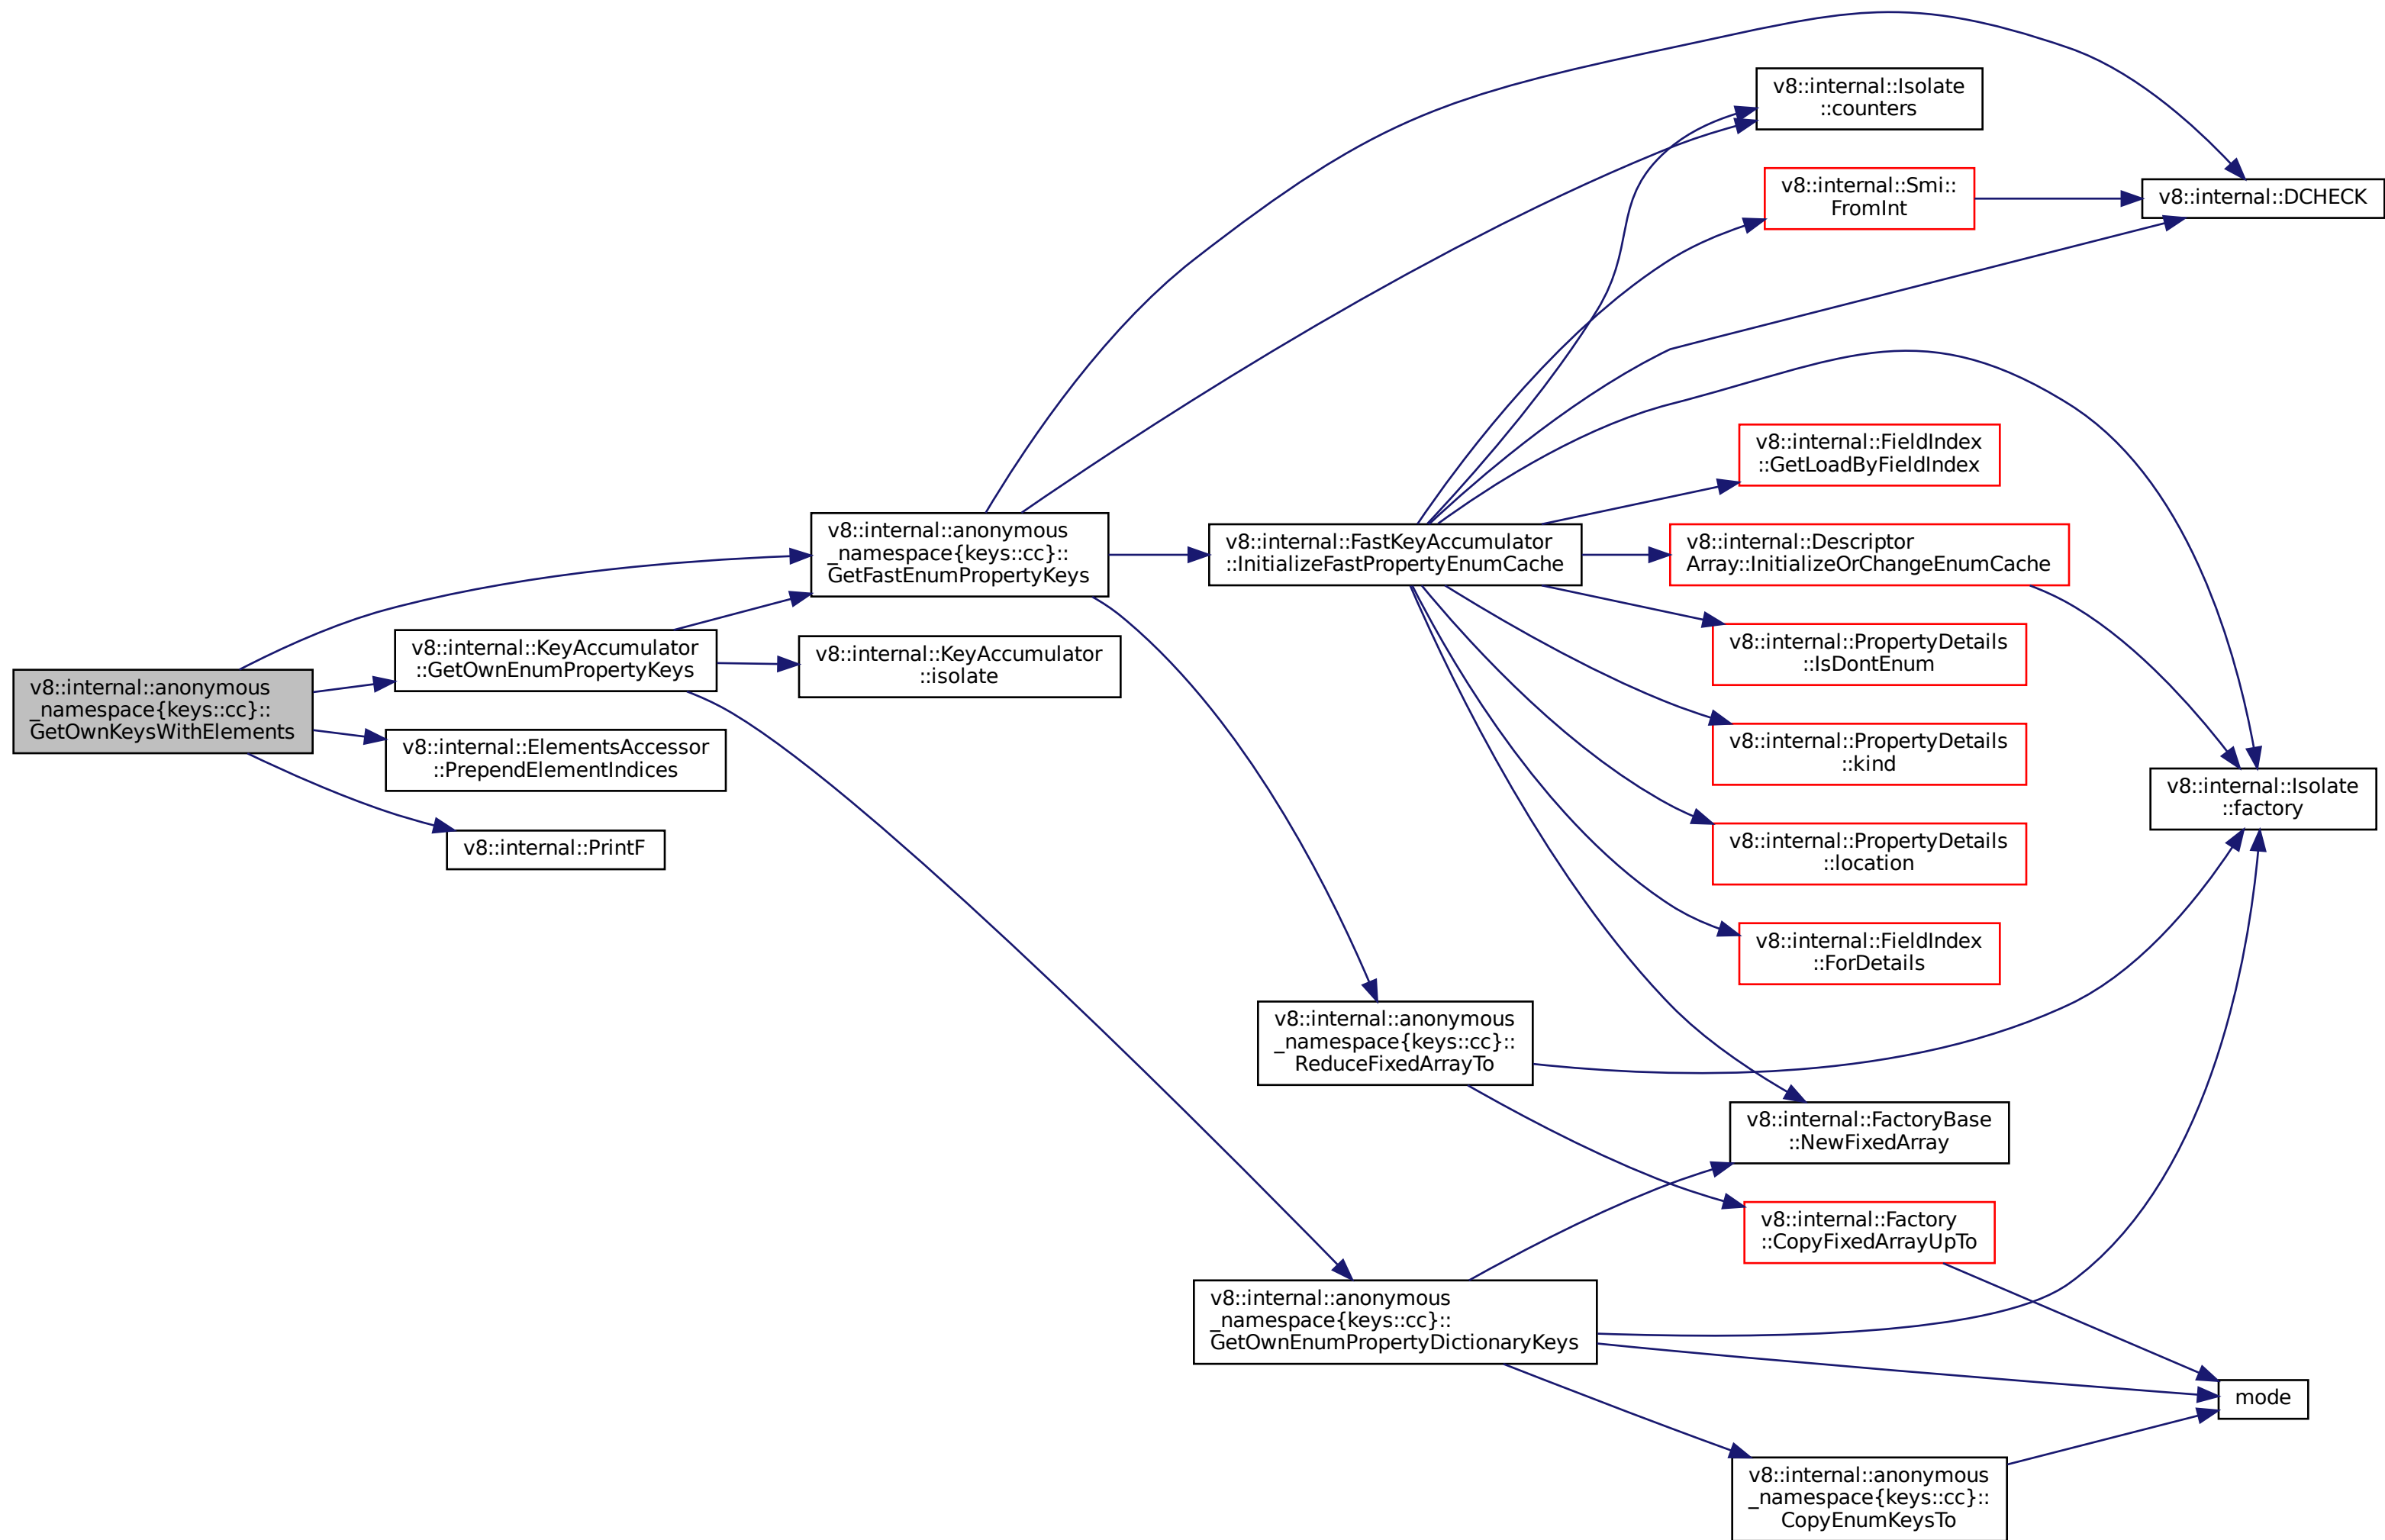 v8::internal::anonymous
_namespace{keys::cc}::
GetOwnKeysWithElements
v8::internal::KeyAccumulator
::GetOwnEnumPropertyKeys
v8::internal::ElementsAccessor
::PrependElementIndices
v8::internal::PrintF
v8::internal::anonymous
_namespace{keys::cc}::
GetFastEnumPropertyKeys
v8::internal::KeyAccumulator
::isolate
v8::internal::FastKeyAccumulator
::InitializeFastPropertyEnumCache
v8::internal::anonymous
_namespace{keys::cc}::
ReduceFixedArrayTo
v8::internal::anonymous
_namespace{keys::cc}::
GetOwnEnumPropertyDictionaryKeys
v8::internal::Isolate
::counters
v8::internal::Smi::
FromInt
v8::internal::FieldIndex
::GetLoadByFieldIndex
v8::internal::Descriptor
Array::InitializeOrChangeEnumCache
v8::internal::PropertyDetails
::IsDontEnum
v8::internal::PropertyDetails
::kind
v8::internal::PropertyDetails
::location
v8::internal::FieldIndex
::ForDetails
v8::internal::FactoryBase
::NewFixedArray
v8::internal::Factory
::CopyFixedArrayUpTo
v8::internal::anonymous
_namespace{keys::cc}::
CopyEnumKeysTo
v8::internal::DCHECK
v8::internal::Isolate
::factory
mode